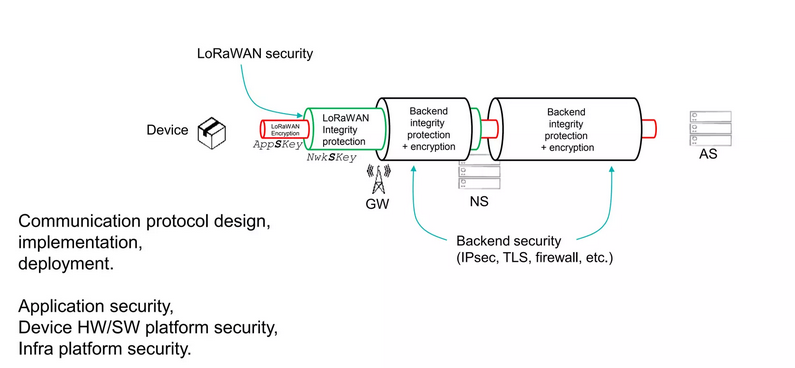 LoRaWAN security
Device
LoRaWAN
Encryption
AppSKey
LoRaWAN
Integrity
protection
NwkSKey
Backend
integrity
protection
+ encryption
Backend
integrity
protection
+ encryption
GW
NS
AS
Backend security
(IPsec, TLS, firewall, etc.)
Communication protocol design,
implementation,
deployment.
Application security,
Device HW/SW platform security,
Infra platform security.